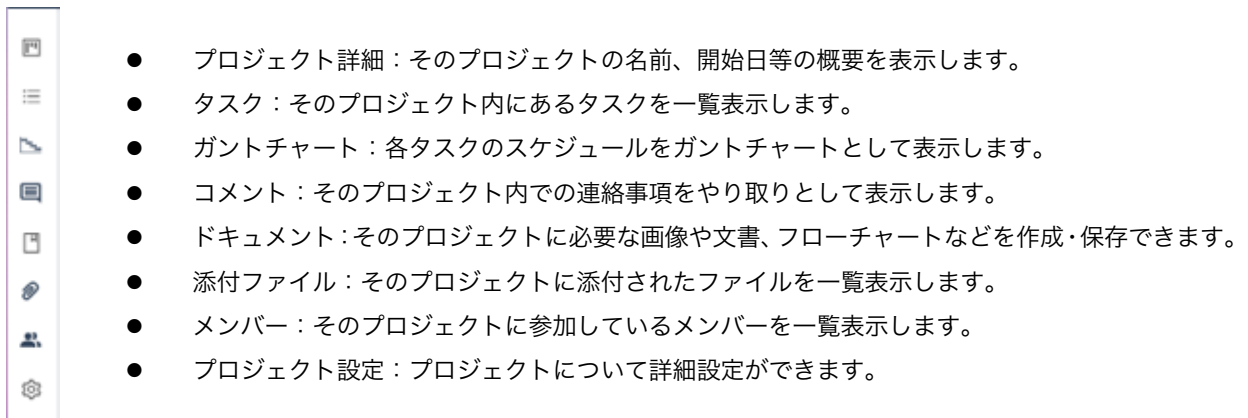 ● プロジェクト詳細：そのプロジェクトの名前、開始日等の概要を表示します。
● タスク：そのプロジェクト内にあるタスクを一覧表示します。
● ガントチャート：各タスクのスケジュールをガントチャートとして表示します。
● コメント：そのプロジェクト内での連絡事項をやり取りとして表示します。
● ドキュメント：そのプロジェクトに必要な画像や文書、フローチャートなどを作成・保存できます。
● 添付ファイル：そのプロジェクトに添付されたファイルを一覧表示します。
● メンバー：そのプロジェクトに参加しているメンバーを一覧表示します。
● プロジェクト設定：プロジェクトについて詳細設定ができます。